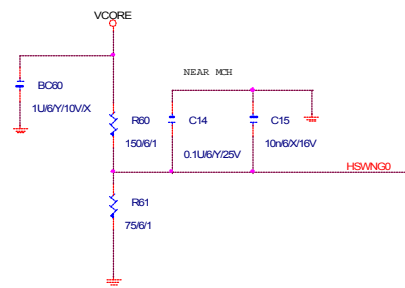 VCORE
NEAR MCH
BC60
1U/6/Y/10V/X
R60
150/6/1
C14
0.1U/6/Y/25V
C15
10n/6/X/16V
HSWNG0
R61
75/6/1